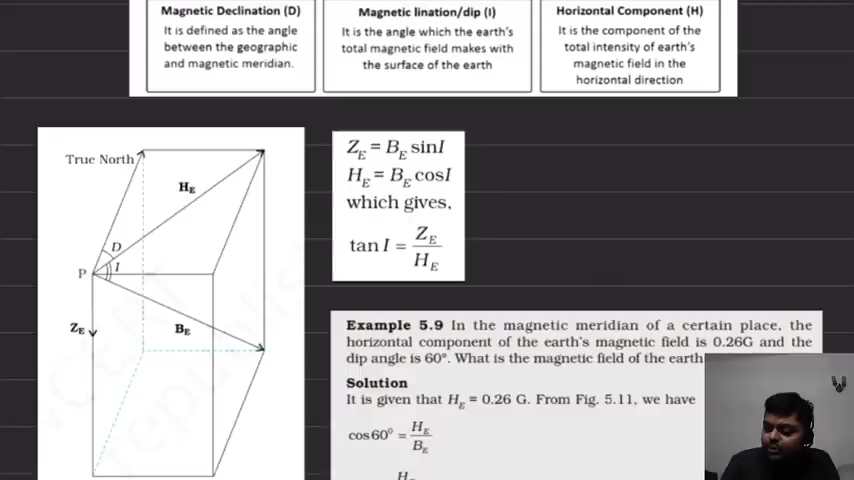 Magnetic Declination (D)
It is defined as the angle
between the geographic
and magnetic meridian.
Magnetic lination/dip (I)
It is the angle which the earth's
total magnetic field makes with
the surface of the earth
Horizontal Component (H)
It is the component of the
total intensity of earth's
magnetic field in the
horizontal direction
True North
H_E
D
P
I
Z_E
B_E
Z_E = B_E sinI
H_E = B_E cosI
which gives,
tan I = Z_E / H_E
Example 5.9 In the magnetic meridian of a certain place, the
horizontal component of the earth's magnetic field is 0.26G and the
dip angle is 60°. What is the magnetic field of the earth
Solution
It is given that H_E = 0.26 G. From Fig. 5.11, we have
cos60⁰ = H_E / B_E